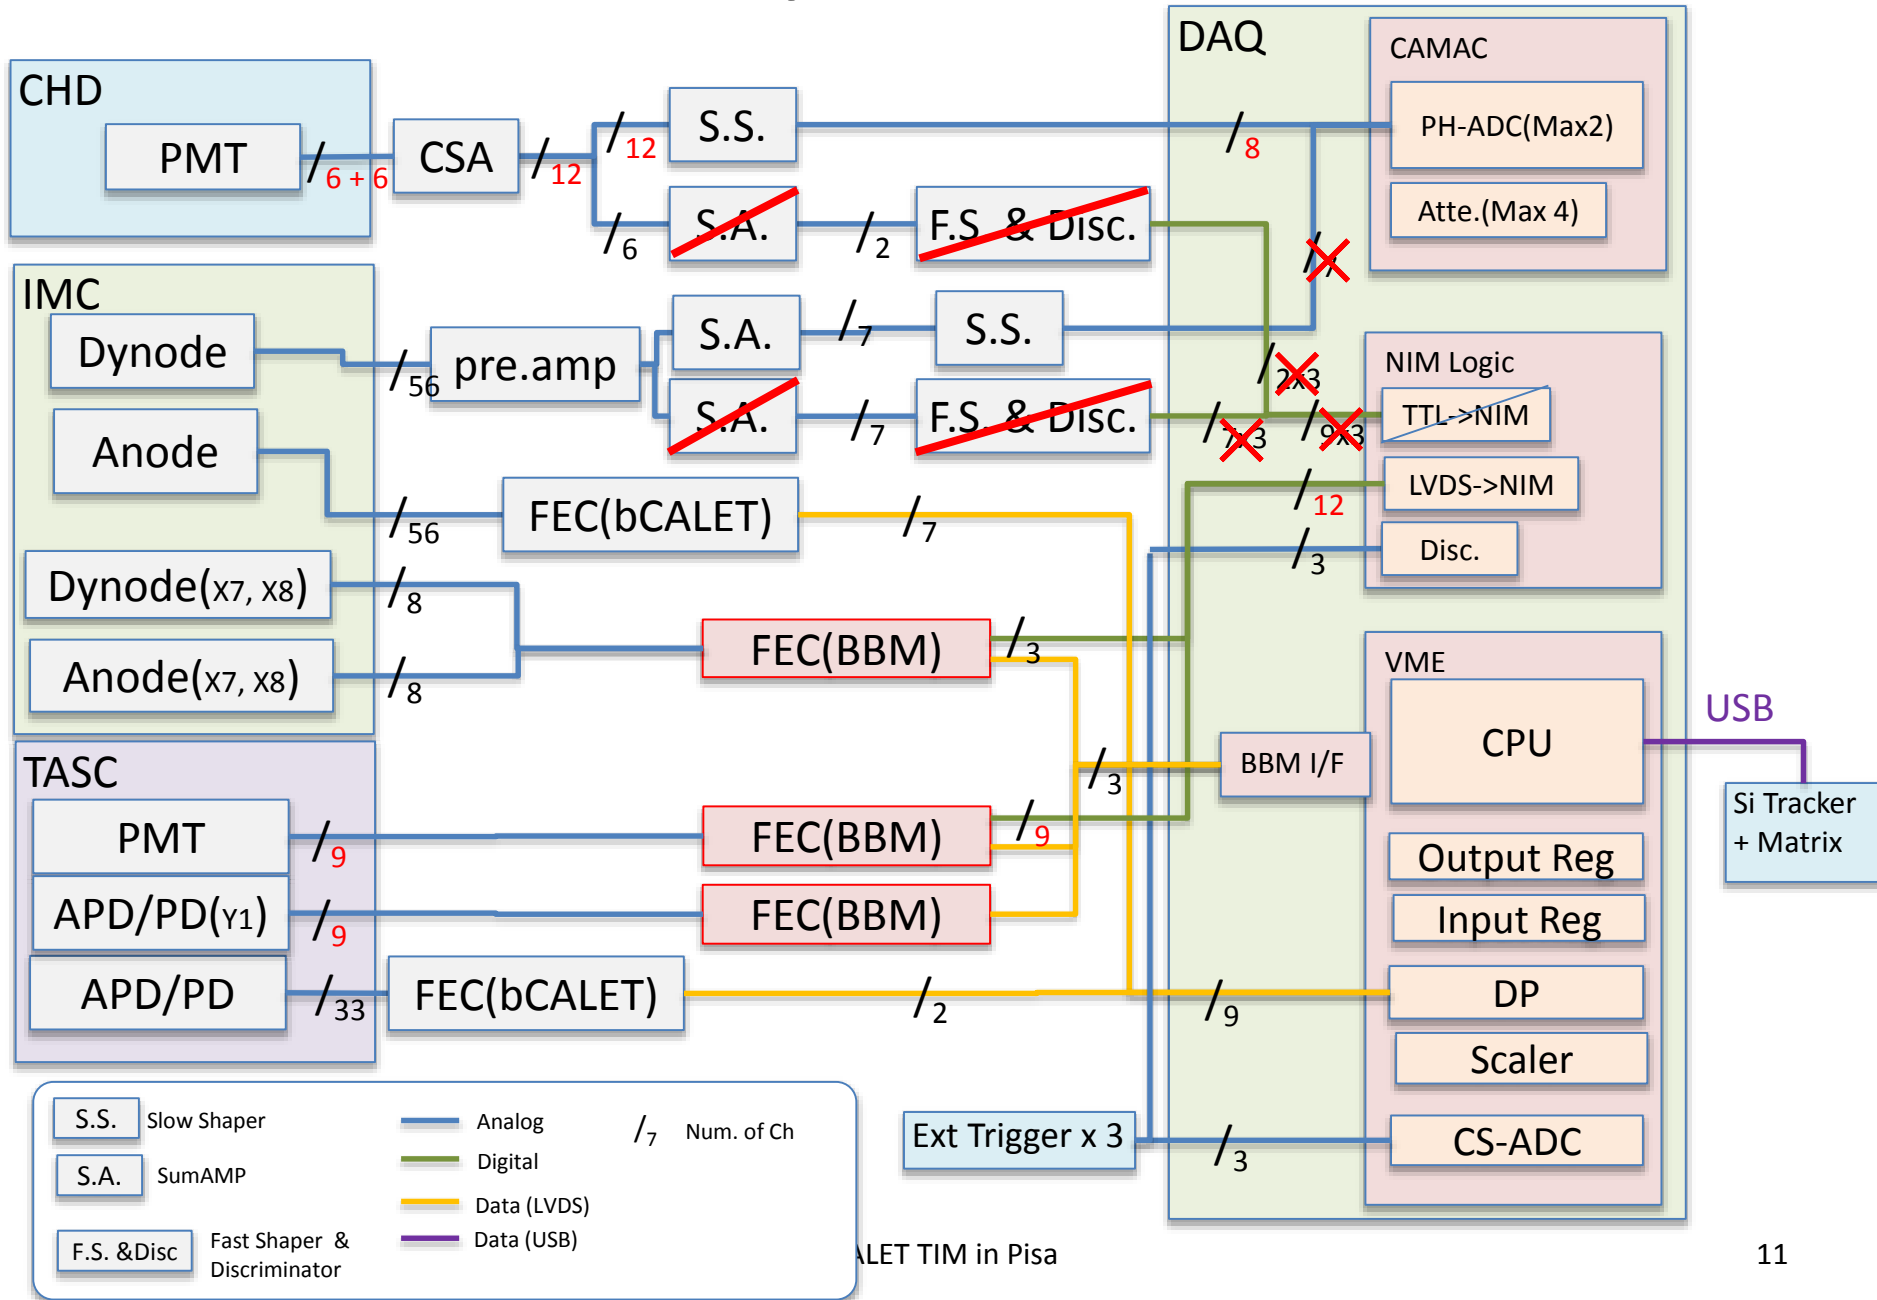 DAQ
CAMAC
CHD
PMT
/6 + 6
CSA
/12
/12
S.S.
/8
PH-ADC(Max2)
Atte.(Max 4)
/6
S.A.
/2
F.S. & Disc.
IMC
Dynode
/56
pre.amp
S.A.
/7
S.S.
S.A.
/7
F.S. & Disc.
/2x3
/7x3
/9x3
NIM Logic
TTL->NIM
LVDS->NIM
/12
Disc.
/3
Anode
/56
FEC(bCALET)
/7
Dynode(X7, X8)
/8
Anode(X7, X8)
/8
FEC(BBM)
/3
VME
CPU
USB
BBM I/F
/3
Si Tracker
+ Matrix
TASC
PMT
/9
FEC(BBM)
/9
Output Reg
APD/PD(Y1)
/9
FEC(BBM)
Input Reg
APD/PD
/33
FEC(bCALET)
/2
/9
DP
Scaler
Ext Trigger x 3
/3
CS-ADC
S.S.
Slow Shaper
Analog
/7
Num. of Ch
S.A.
SumAMP
Digital
Data (LVDS)
F.S. &Disc
Fast Shaper &
Discriminator
Data (USB)
ALET TIM in Pisa
11